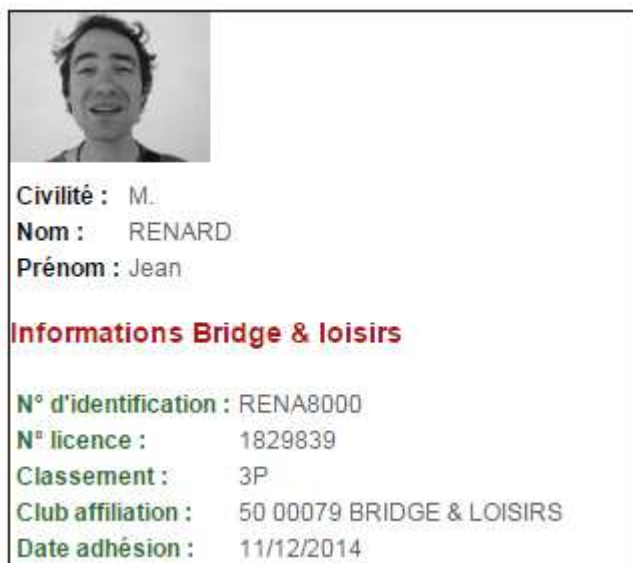 Civilité : M.
Nom : RENARD
Prénom : Jean
Informations Bridge & loisirs
N° d'identification : RENA8000
N° licence : 1829839
Classement : 3P
Club affiliation : 50 00079 BRIDGE & LOISIRS
Date adhésion : 11/12/2014